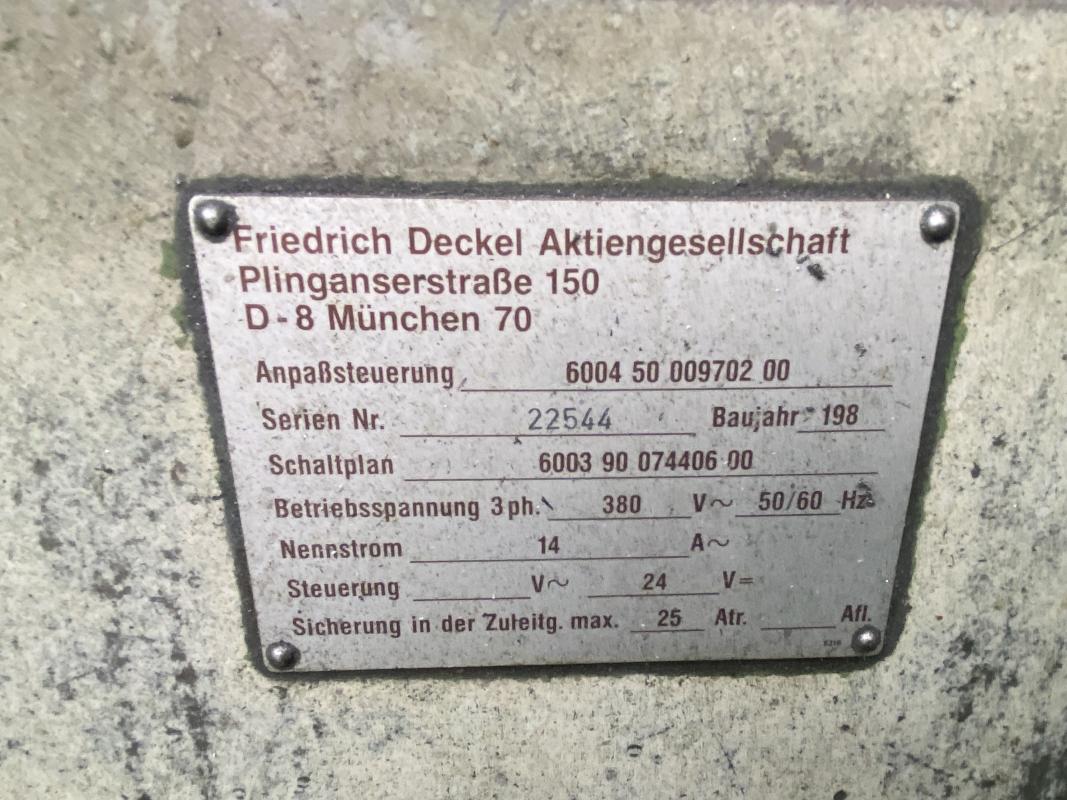 Friedrich Deckel Aktiengesellschaft
Plinganserstraße 150
D-8 München 70
Anpaßsteuerung 6004 50 009702 00
Serien Nr. 22544 Baujahr 198
Schaltplan 6003 90 074406 00
Betriebsspannung 3ph. 380 V~ 50/60 Hz
Nennstrom 14 A~
Steuerung V~ 24 V=
Sicherung in der Zuleitg. max. 25 Atr. Afl.